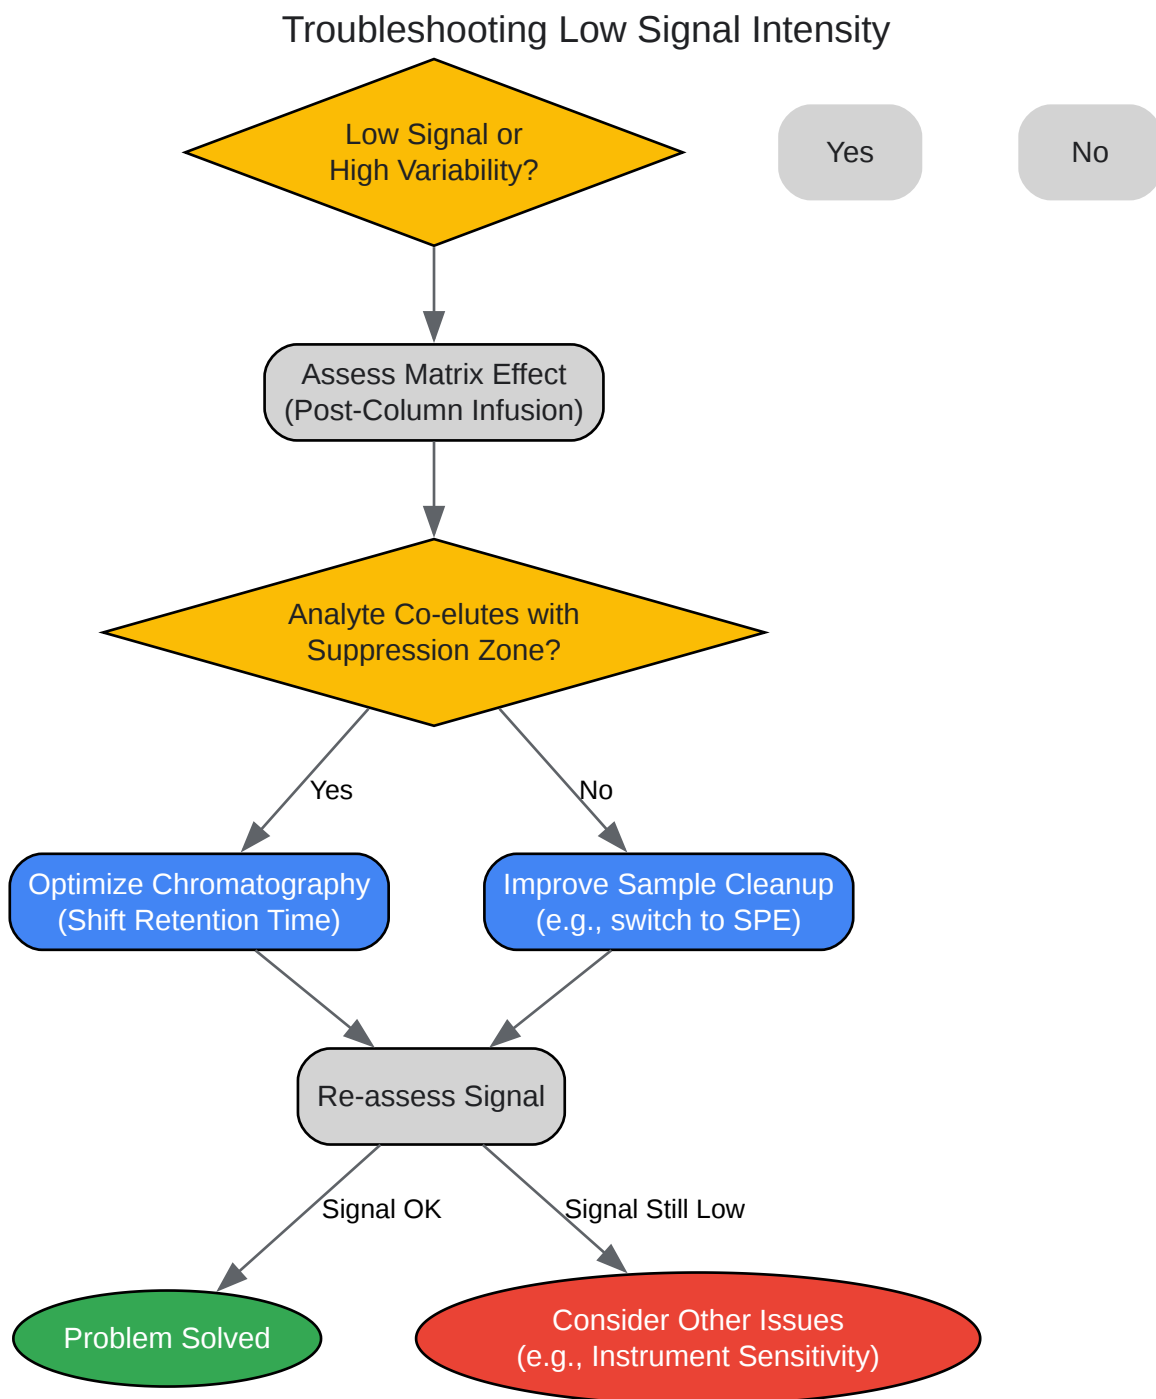 Troubleshooting Low Signal Intensity
Low Signal or
High Variability?
Yes
No
Assess Matrix Effect
(Post-Column Infusion)
Analyte Co-elutes with
Suppression Zone?
Yes
No
Optimize Chromatography
(Shift Retention Time)
Improve Sample Cleanup
(e.g., switch to SPE)
Re-assess Signal
Signal OK
Signal Still Low
Problem Solved
Consider Other Issues
(e.g., Instrument Sensitivity)